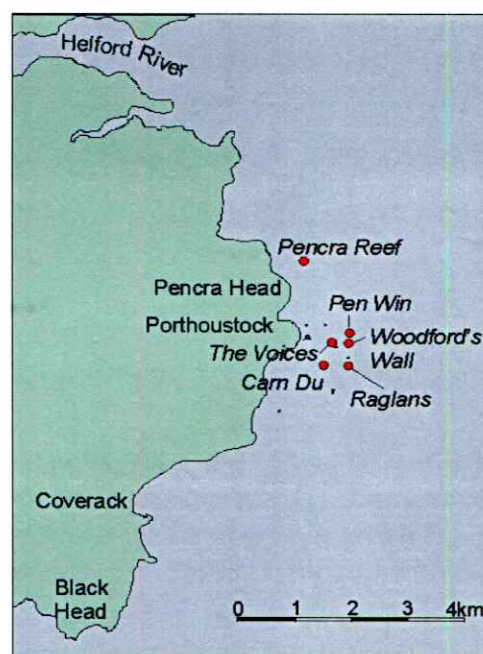 Helford River
Pencra Reef
Pencra Head
Pen Win
Porthoustock
Woodford's
The Voices
Wall
Carn Du
Raglans
Coverack
Black
Head
0 1 2 3 4km